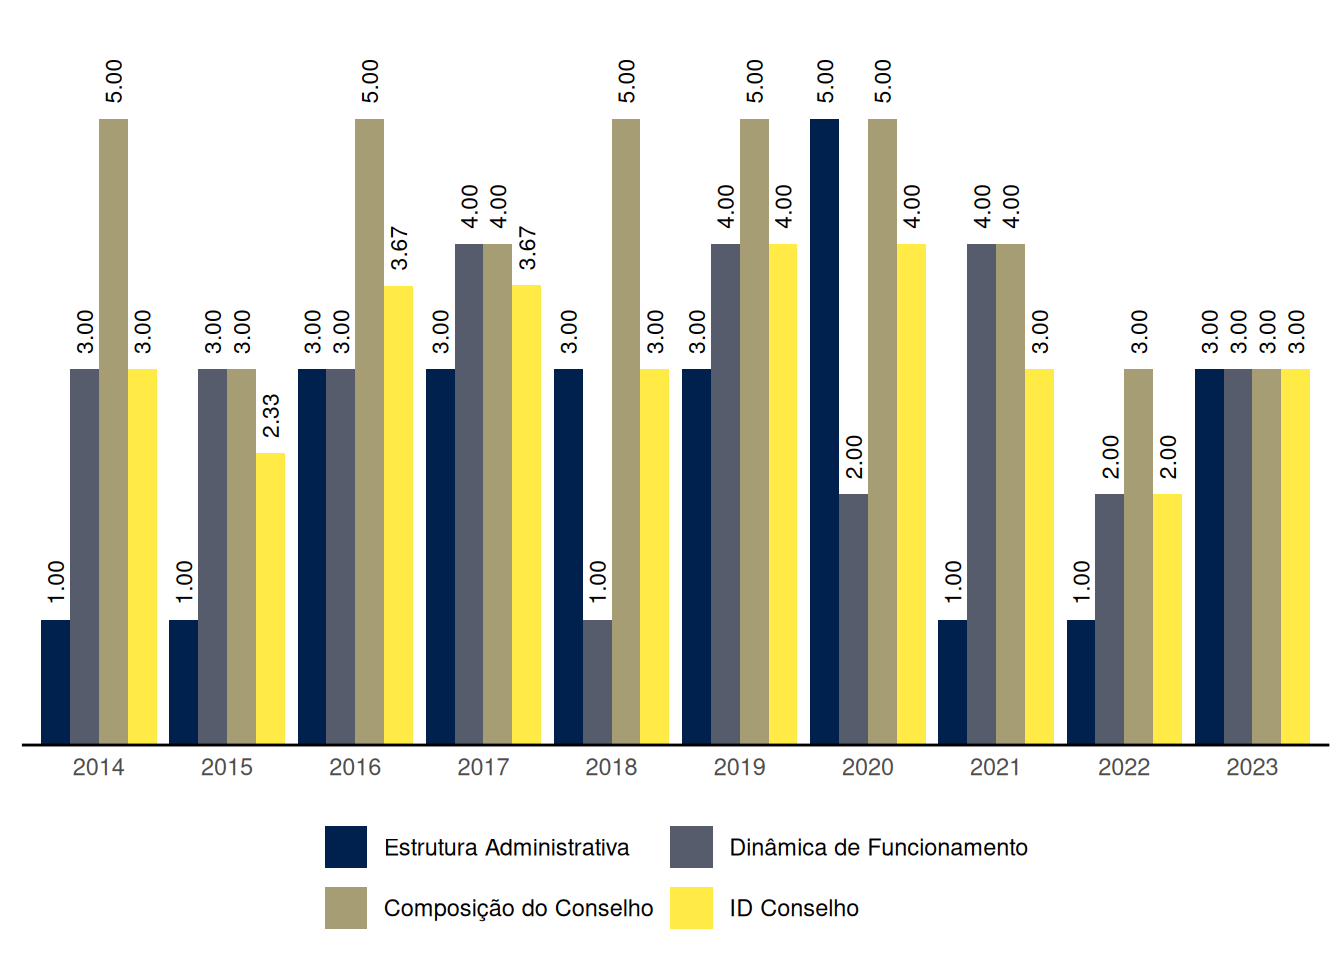 1.00 3.00 5.00 3.00
1.00 3.00 3.00 2.33
3.00 3.00 5.00 3.67
3.00 4.00 4.00 3.67
3.00 1.00 5.00 3.00
3.00 4.00 5.00 4.00
5.00 2.00 5.00 4.00
1.00 4.00 4.00 3.00
1.00 2.00 3.00 2.00
3.00 3.00 3.00 3.00
2014 2015 2016 2017 2018 2019 2020 2021 2022 2023
Estrutura Administrativa Dinâmica de Funcionamento
Composição do Conselho ID Conselho